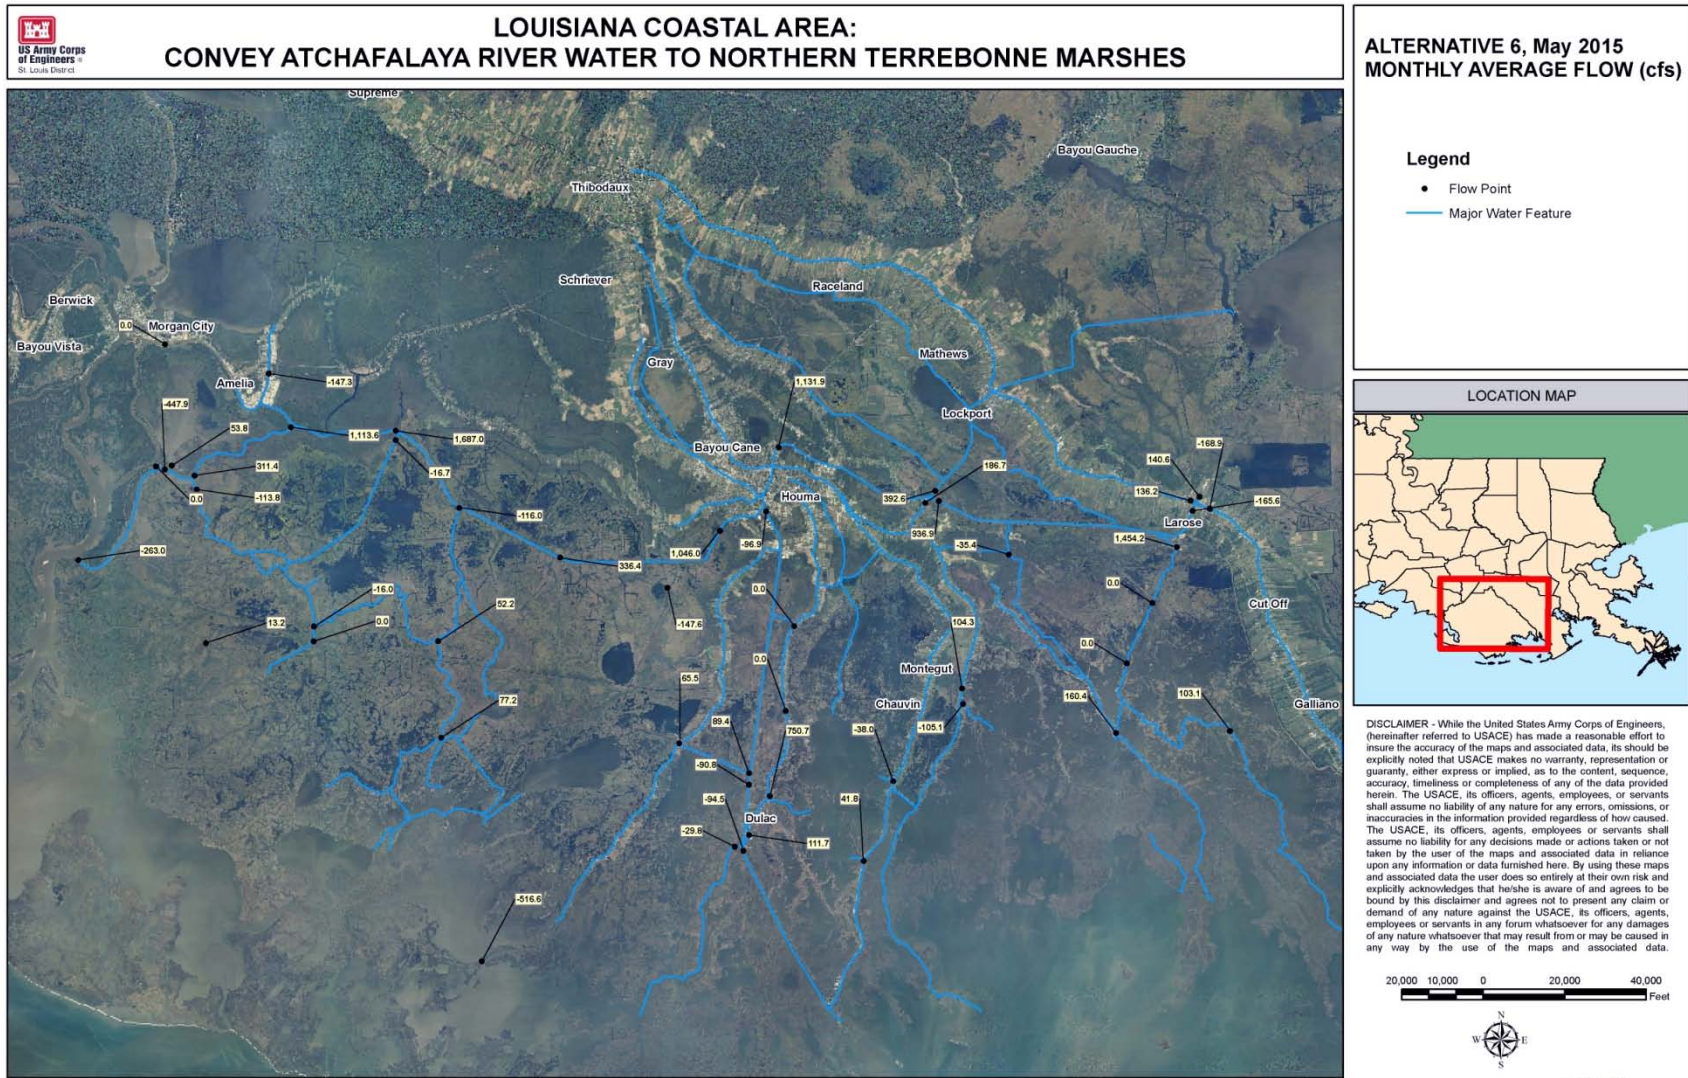 US Army Corps
of Engineers ®
St. Louis District
LOUISIANA COASTAL AREA:
CONVEY ATCHAFALAYA RIVER WATER TO NORTHERN TERREBONNE MARSHES
ALTERNATIVE 6, May 2015
MONTHLY AVERAGE FLOW (cfs)
Legend
Flow Point
Major Water Feature
Supreme
Bayou Gauche
Thibodaux
Schriever
Raceland
Berwick
0.0
Morgan City
Bayou Vista
Mathews
Gray
Amelia
-147.3
1,131.9
-447.9
53.8
Lockport
1,113.6
1,687.0
Bayou Cane
-168.9
140.6
311.4
-16.7
186.7
0.0
-113.8
Houma
392.6
136.2
-165.6
-116.0
Larose
936.9
1,454.2
-263.0
336.4
1,046.0
-96.9
-35.4
0.0
0.0
-16.0
52.2
Cut Off
13.2
0.0
-147.6
104.3
0.0
0.0
Montegut
65.5
77.2
160.4
103.1
Chauvin
Galliano
89.4
750.7
-38.0
-105.1
-90.8
-94.5
41.8
Dulac
-29.8
111.7
-516.6
LOCATION MAP
DISCLAIMER - While the United States Army Corps of Engineers,
(hereinafter referred to USACE) has made a reasonable effort to
insure the accuracy of the maps and associated data, its should be
explicitly noted that USACE makes no warranty, representation or
guaranty, either express or implied, as to the content, sequence,
accuracy, timeliness or completeness of any of the data provided
herein. The USACE, its officers, agents, employees, or servants
shall assume no liability of any nature for any errors, omissions, or
inaccuracies in the information provided regardless of how caused.
The USACE, its officers, agents, employees or servants shall
assume no liability for any decisions made or actions taken or not
taken by the user of the maps and associated data in reliance
upon any information or data furnished here. By using these maps
and associated data the user does so entirely at their own risk and
explicitly acknowledges that he/she is aware of and agrees to be
bound by this disclaimer and agrees not to present any claim or
demand of any nature against the USACE, its officers, agents,
employees or servants in any forum whatsoever for any damages
of any nature whatsoever that may result from or may be caused in
any way by the use of the maps and associated data.
20,000 10,000 0 20,000 40,000
Feet
N
W E
S